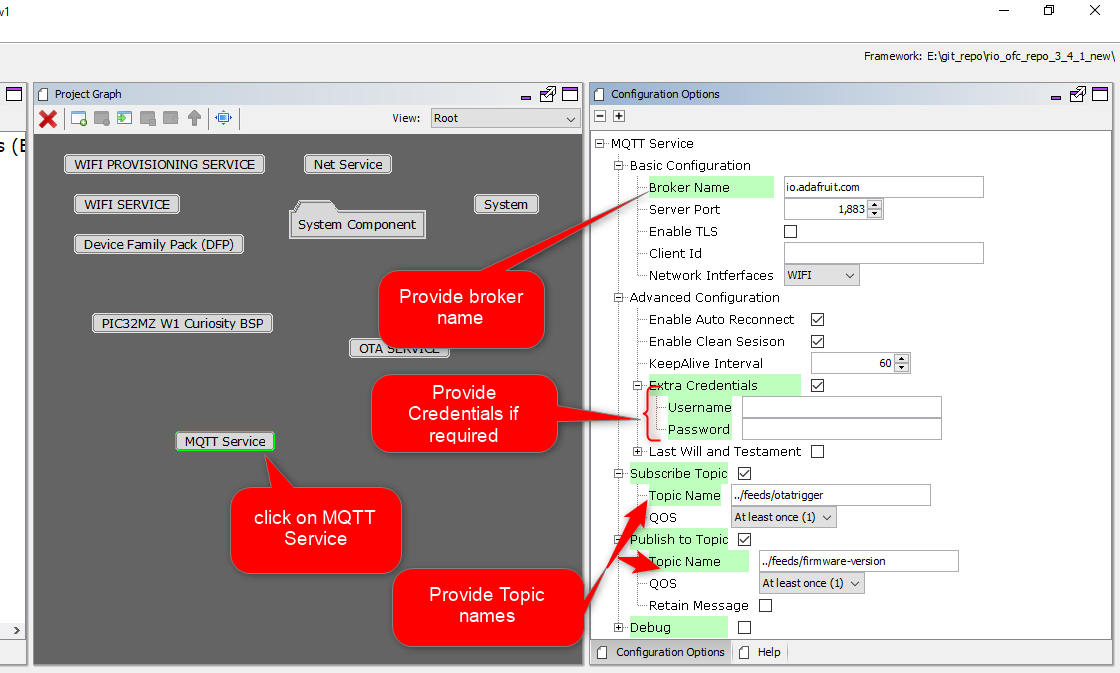 v1
Framework: E:\git_repo\rio_ofc_repo_3_4_1_new\
Project Graph
View: Root
s (B
WIFI PROVISIONING SERVICE
Net Service
WIFI SERVICE
System
System Component
Device Family Pack (DFP)
PIC32MZ W1 Curiosity BSP
OTA SERVICE
MQTT Service
Provide broker
name
Provide
Credentials if
required
click on MQTT
Service
Provide Topic
names
Configuration Options
MQTT Service
Basic Configuration
Broker Name io.adafruit.com
Server Port 1,883
Enable TLS
Client Id
Network Intferfaces WIFI
Advanced Configuration
Enable Auto Reconnect
Enable Clean Sesison
KeepAlive Interval 60
Extra Credentials
Username
Password
Last Will and Testament
Subscribe Topic
Topic Name ../feeds/otatrigger
QOS At least once (1)
Publish to Topic
Topic Name ../feeds/firmware-version
QOS At least once (1)
Retain Message
Debug
Configuration Options Help